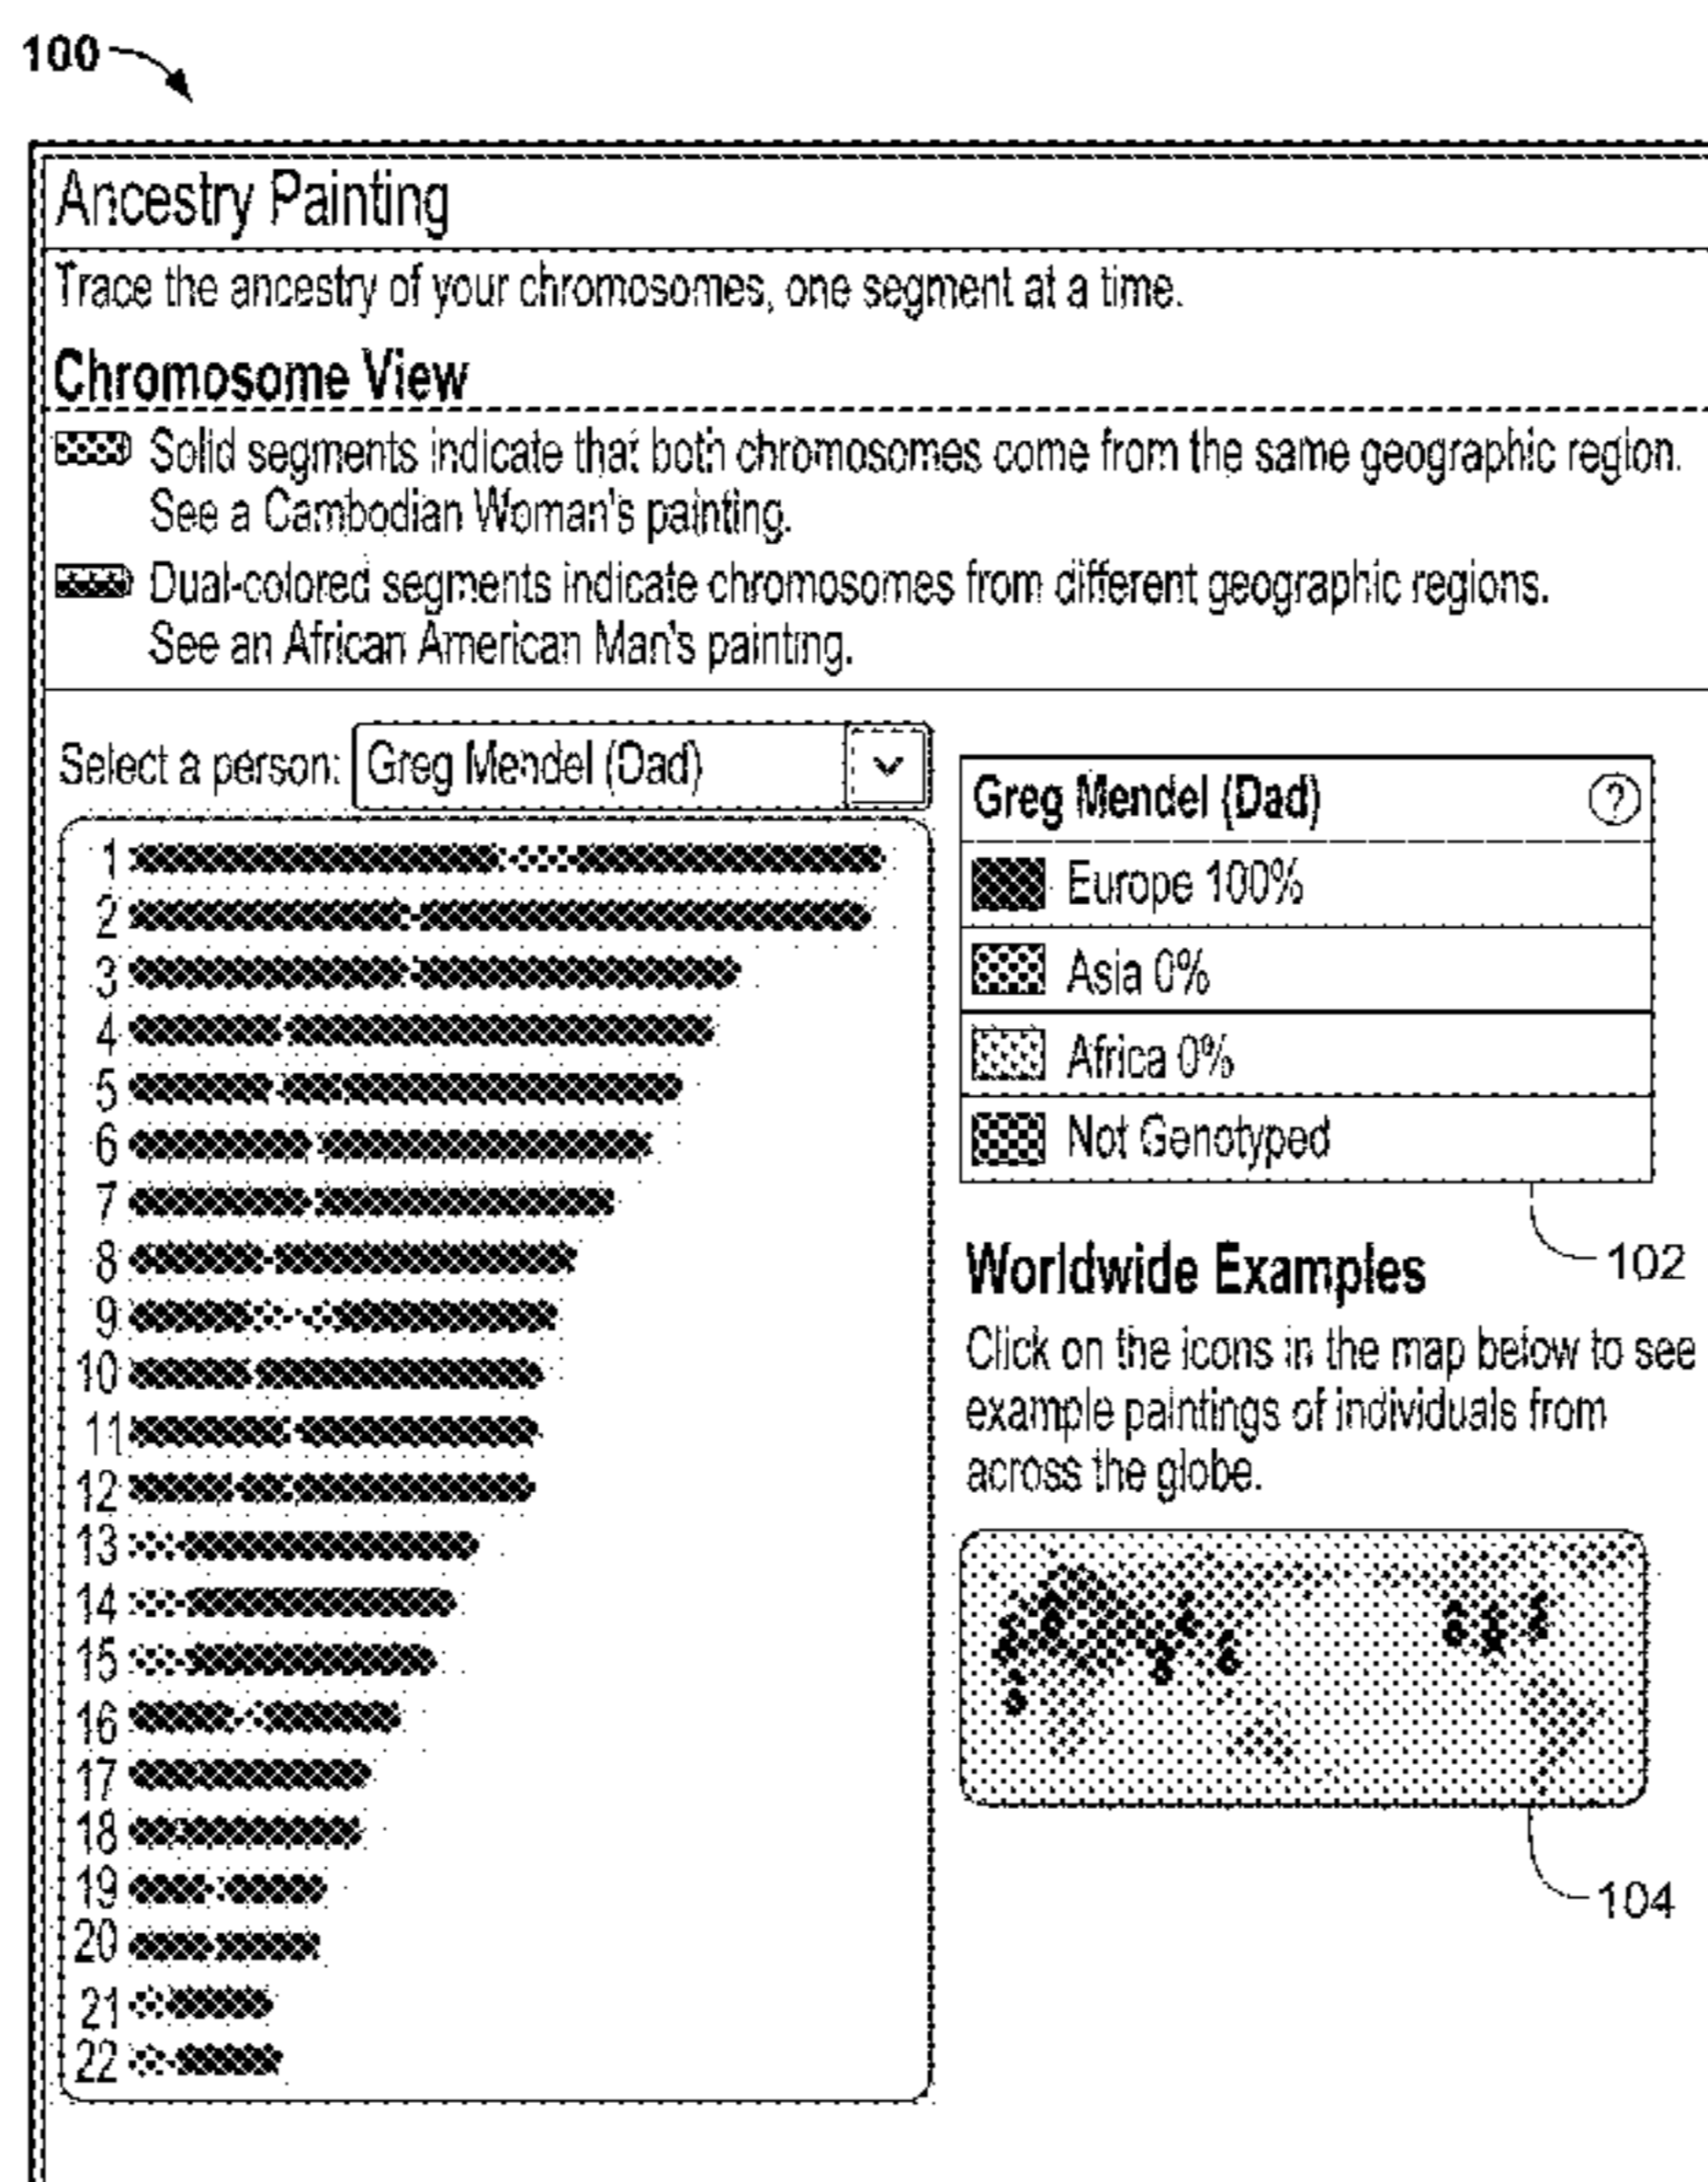 100
Ancestry Painting
Trace the ancestry of your chromosomes, one segment at a time.
Chromosome View
Solid segments indicate that both chromosomes come from the same geographic region.
See a Cambodian Woman's painting.
Dual-colored segments indicate chromosomes from different geographic regions.
See an African American Man's painting.
Select a person: Greg Mendel (Dad)
1
2
3
4
5
6
7
8
9
10
11
12
13
14
15
16
17
18
19
20
21
22
Greg Mendel (Dad) ?
Europe 100%
Asia 0%
Africa 0%
Not Genotyped
102
Worldwide Examples
Click on the icons in the map below to see
example paintings of individuals from
across the globe.
104